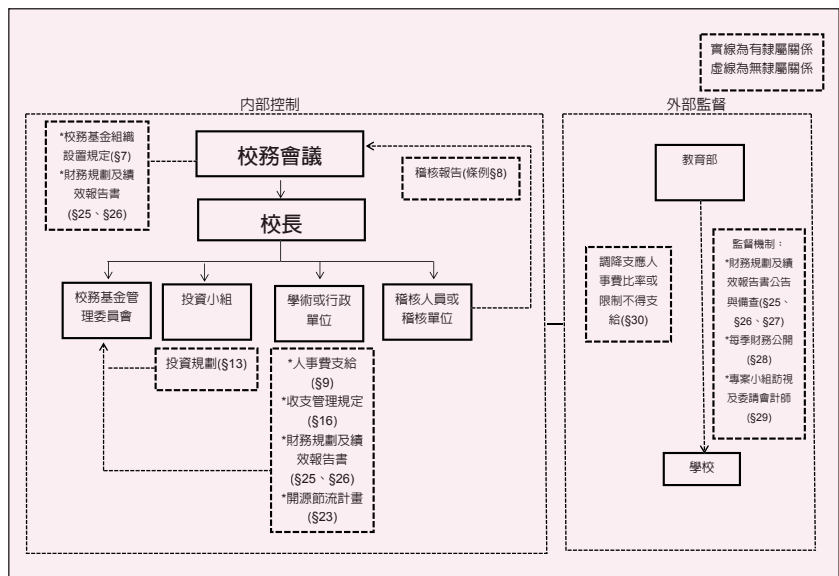 實線為有隸屬關係
虛線為無隸屬關係
內部控制
*校務基金組織
設置規定(§7)
*財務規劃及績
效報告書
(§25、§26)
校務會議
稽核報告(條例§8)
校長
校務基金管
理委員會
投資小組
學術或行政
單位
稽核人員或
稽核單位
投資規劃(§13)
*人事費支給
(§9)
*收支管理規定
(§16)
*財務規劃及績
效報告書
(§25、§26)
*開源節流計畫
(§23)
外部監督
教育部
調降支應人
事費比率或
限制不得支
給(§30)
監督機制：
*財務規劃及績
效報告書公告
與備查(§25、
§26、§27)
*每季財務公開
(§28)
*專案小組訪視
及委請會計師
(§29)
學校